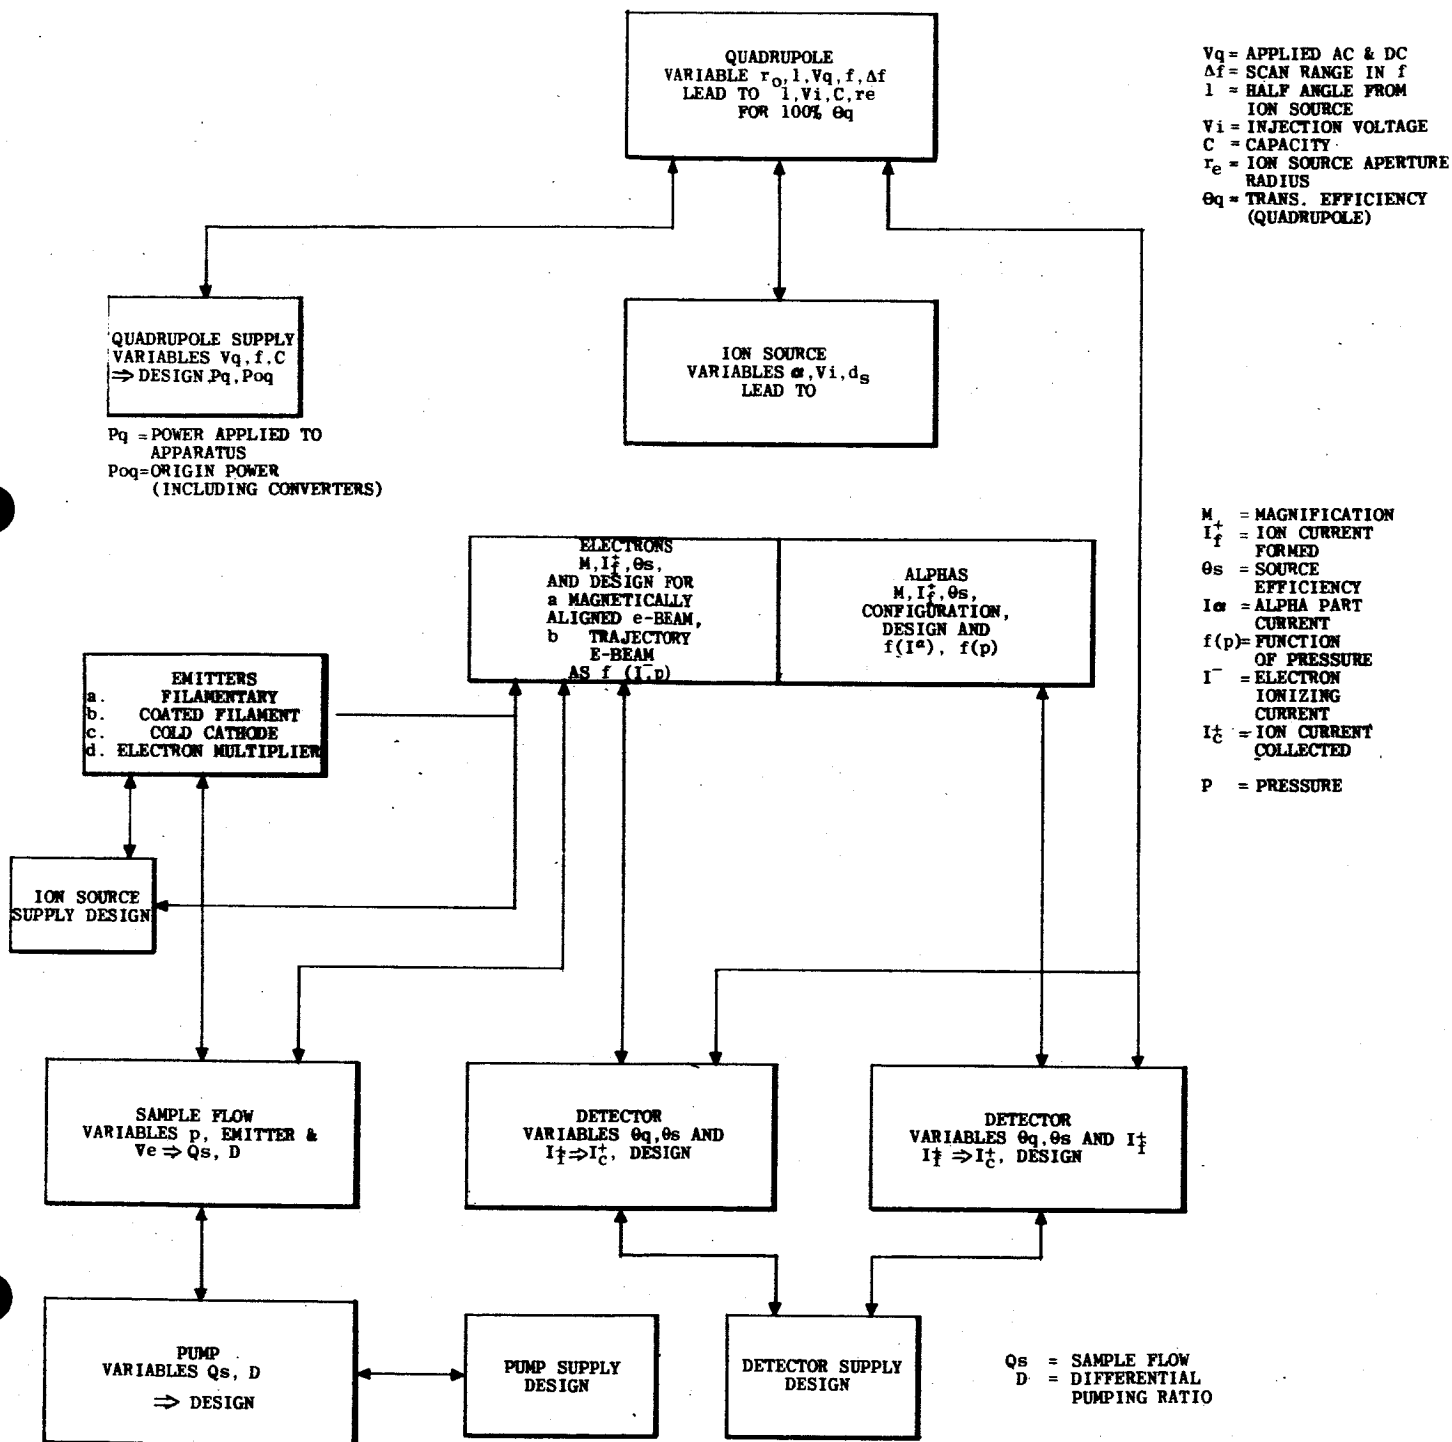 QUADRUPOLE
VARIABLE r₀,l,Vq,f,Δf
LEAD TO l,Vi,C,re
FOR 100% θq
Vq = APPLIED AC & DC
Δf = SCAN RANGE IN f
l = HALF ANGLE FROM
ION SOURCE
Vi = INJECTION VOLTAGE
C = CAPACITY
rₑ = ION SOURCE APERTURE
RADIUS
θq = TRANS. EFFICIENCY
(QUADRUPOLE)
QUADRUPOLE SUPPLY
VARIABLES Vq,f,C
⇒ DESIGN,Pq,Poq
Pq = POWER APPLIED TO
APPARATUS
Poq=ORIGIN POWER
(INCLUDING CONVERTERS)
ION SOURCE
VARIABLES α,Vi,dₛ
LEAD TO
ELECTRONS
M,I⁺f,θs,
AND DESIGN FOR
a MAGNETICALLY
ALIGNED e-BEAM,
b TRAJECTORY
E-BEAM
AS f (I⁻,p)
ALPHAS
M,I⁺f,θs,
CONFIGURATION,
DESIGN AND
f(Iα), f(p)
M = MAGNIFICATION
I⁺f = ION CURRENT
FORMED
θs = SOURCE
EFFICIENCY
Iα = ALPHA PART
CURRENT
f(p)= FUNCTION
OF PRESSURE
I⁻ = ELECTRON
IONIZING
CURRENT
I⁺c = ION CURRENT
COLLECTED
P = PRESSURE
EMITTERS
a. FILAMENTARY
b. COATED FILAMENT
c. COLD CATHODE
d. ELECTRON MULTIPLIER
ION SOURCE
SUPPLY DESIGN
SAMPLE FLOW
VARIABLES p, EMITTER &
Ve ⇒ Qs, D
DETECTOR
VARIABLES θq,θs AND
I⁺f ⇒ I⁺c, DESIGN
DETECTOR
VARIABLES θq,θs AND I⁺f
I⁺f ⇒ I⁺c, DESIGN
PUMP
VARIABLES Qs, D
⇒ DESIGN
PUMP SUPPLY
DESIGN
DETECTOR SUPPLY
DESIGN
Qs = SAMPLE FLOW
D = DIFFERENTIAL
PUMPING RATIO